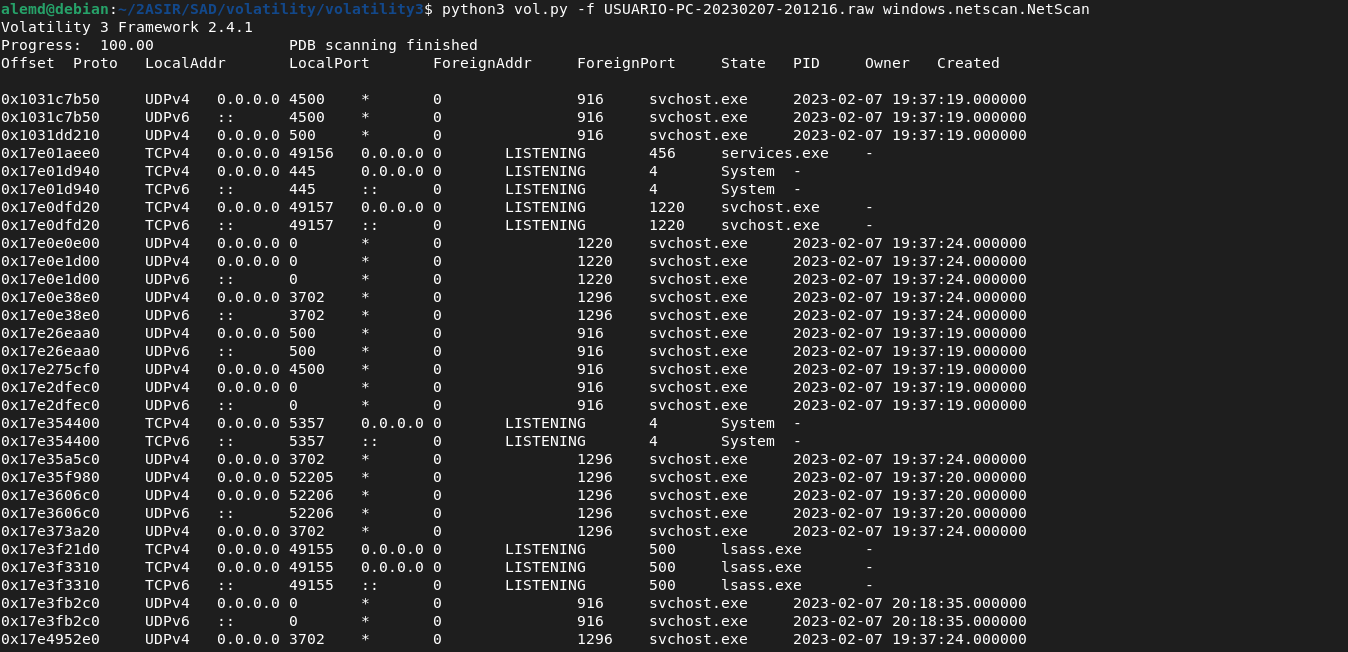 alemd@debian:~/2ASIR/SAD/volatility/volatility3$ python3 vol.py -f USUARIO-PC-20230207-201216.raw windows.netscan.NetScan
Volatility 3 Framework 2.4.1
Progress:  100.00               PDB scanning finished
Offset  Proto   LocalAddr       LocalPort       ForeignAddr     ForeignPort     State   PID     Owner   Created
0x1031c7b50     UDPv4   0.0.0.0 4500    *       0               916     svchost.exe     2023-02-07 19:37:19.000000
0x1031c7b50     UDPv6   ::      4500    *       0               916     svchost.exe     2023-02-07 19:37:19.000000
0x1031dd210     UDPv4   0.0.0.0 500     *       0               916     svchost.exe     2023-02-07 19:37:19.000000
0x17e01aee0     TCPv4   0.0.0.0 49156   0.0.0.0 0       LISTENING       456     services.exe    -
0x17e01d940     TCPv4   0.0.0.0 445     0.0.0.0 0       LISTENING       4       System  -
0x17e01d940     TCPv6   ::      445     ::      0       LISTENING       4       System  -
0x17e0dfd20     TCPv4   0.0.0.0 49157   0.0.0.0 0       LISTENING       1220    svchost.exe     -
0x17e0dfd20     TCPv6   ::      49157   ::      0       LISTENING       1220    svchost.exe     -
0x17e0e0e00     UDPv4   0.0.0.0 0       *       0               1220    svchost.exe     2023-02-07 19:37:24.000000
0x17e0e1d00     UDPv4   0.0.0.0 0       *       0               1220    svchost.exe     2023-02-07 19:37:24.000000
0x17e0e1d00     UDPv6   ::      0       *       0               1220    svchost.exe     2023-02-07 19:37:24.000000
0x17e0e38e0     UDPv4   0.0.0.0 3702    *       0               1296    svchost.exe     2023-02-07 19:37:24.000000
0x17e0e38e0     UDPv6   ::      3702    *       0               1296    svchost.exe     2023-02-07 19:37:24.000000
0x17e26eaa0     UDPv4   0.0.0.0 500     *       0               916     svchost.exe     2023-02-07 19:37:19.000000
0x17e26eaa0     UDPv6   ::      500     *       0               916     svchost.exe     2023-02-07 19:37:19.000000
0x17e275cf0     UDPv4   0.0.0.0 4500    *       0               916     svchost.exe     2023-02-07 19:37:19.000000
0x17e2dfec0     UDPv4   0.0.0.0 0       *       0               916     svchost.exe     2023-02-07 19:37:19.000000
0x17e2dfec0     UDPv6   ::      0       *       0               916     svchost.exe     2023-02-07 19:37:19.000000
0x17e354400     TCPv4   0.0.0.0 5357    0.0.0.0 0       LISTENING       4       System  -
0x17e354400     TCPv6   ::      5357    ::      0       LISTENING       4       System  -
0x17e35a5c0     UDPv4   0.0.0.0 3702    *       0               1296    svchost.exe     2023-02-07 19:37:24.000000
0x17e35f980     UDPv4   0.0.0.0 52205   *       0               1296    svchost.exe     2023-02-07 19:37:20.000000
0x17e3606c0     UDPv4   0.0.0.0 52206   *       0               1296    svchost.exe     2023-02-07 19:37:20.000000
0x17e3606c0     UDPv6   ::      52206   *       0               1296    svchost.exe     2023-02-07 19:37:20.000000
0x17e373a20     UDPv4   0.0.0.0 3702    *       0               1296    svchost.exe     2023-02-07 19:37:24.000000
0x17e3f21d0     TCPv4   0.0.0.0 49155   0.0.0.0 0       LISTENING       500     lsass.exe       -
0x17e3f3310     TCPv4   0.0.0.0 49155   0.0.0.0 0       LISTENING       500     lsass.exe       -
0x17e3f3310     TCPv6   ::      49155   ::      0       LISTENING       500     lsass.exe       -
0x17e3fb2c0     UDPv4   0.0.0.0 0       *       0               916     svchost.exe     2023-02-07 20:18:35.000000
0x17e3fb2c0     UDPv6   ::      0       *       0               916     svchost.exe     2023-02-07 20:18:35.000000
0x17e4952e0     UDPv4   0.0.0.0 3702    *       0               1296    svchost.exe     2023-02-07 19:37:24.000000